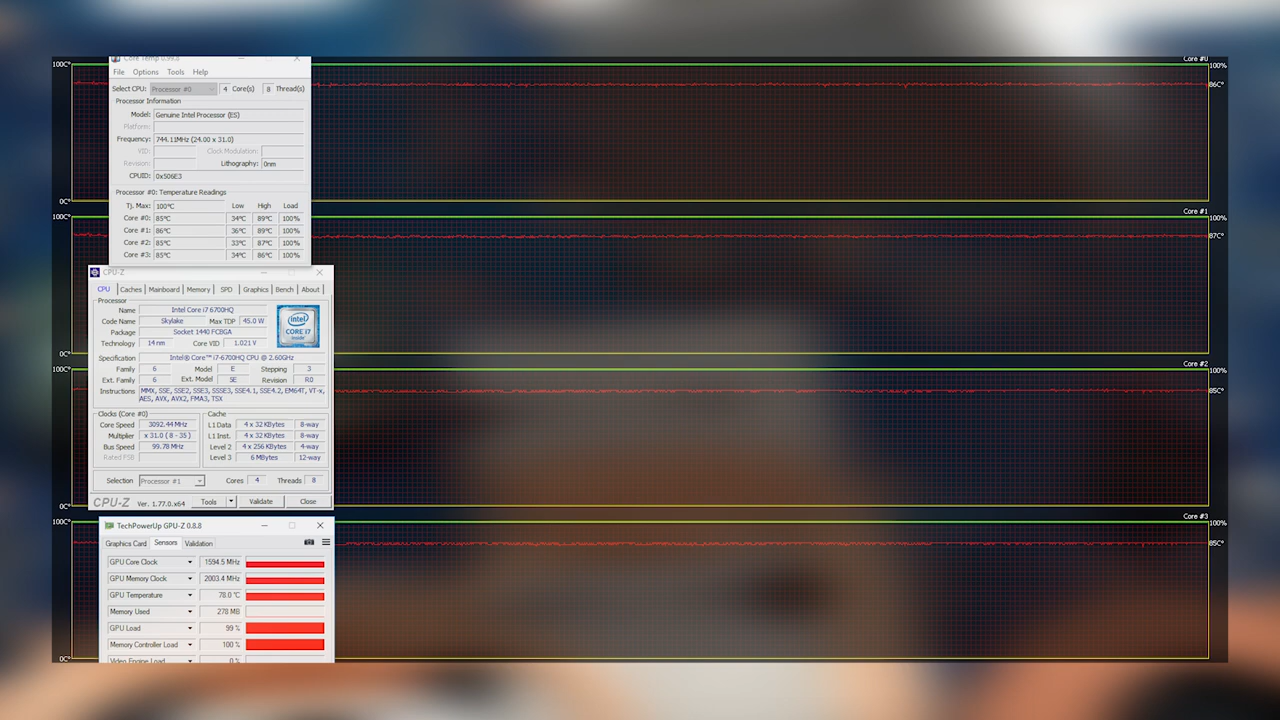 Core Temp 0.99.8
File Options Tools Help
Select CPU: Processor #0 4 Core(s) 8 Thread(s)
Processor Information
Model: Genuine Intel Processor (ES)
Platform:
Frequency: 744.11MHz (24.00 x 31.0)
VID: Clock Modulation:
Revision: Lithography: 0nm
CPUID: 0x506E3
Processor #0: Temperature Readings
Tj. Max: 100°C Low High Load
Core #0: 85°C 34°C 89°C 100%
Core #1: 86°C 36°C 89°C 100%
Core #2: 85°C 33°C 87°C 100%
Core #3: 85°C 34°C 86°C 100%
CPU-Z
CPU Caches Mainboard Memory SPD Graphics Bench About
Processor
Name Intel Core i7 6700HQ
Code Name Skylake Max TDP 45.0 W
Package Socket 1440 FCBGA
Technology 14 nm Core VID 1.021 V
intel
CORE i7
inside
Specification Intel® Core™ i7-6700HQ CPU @ 2.60GHz
Family 6 Model E Stepping 3
Ext. Family 6 Ext. Model 5E Revision R0
Instructions MMX, SSE, SSE2, SSE3, SSSE3, SSE4.1, SSE4.2, EM64T, VT-x,
AES, AVX, AVX2, FMA3, TSX
Clocks (Core #0) Cache
Core Speed 3092.44 MHz L1 Data 4 x 32 KBytes 8-way
Multiplier x 31.0 ( 8 - 35 ) L1 Inst. 4 x 32 KBytes 8-way
Bus Speed 99.78 MHz Level 2 4 x 256 KBytes 4-way
Rated FSB Level 3 6 MBytes 12-way
Selection Processor #1 Cores 4 Threads 8
CPU-Z Ver. 1.77.0.x64 Tools Validate Close
TechPowerUp GPU-Z 0.8.8
Graphics Card Sensors Validation
GPU Core Clock 1594.5 MHz
GPU Memory Clock 2003.4 MHz
GPU Temperature 78.0 °C
Memory Used 278 MB
GPU Load 99 %
Memory Controller Load 100 %
Video Engine Load 0 %
Core #0
100C° 100%
86C°
0C°
Core #1
100C° 100%
87C°
0C°
Core #2
100C° 100%
85C°
0C°
Core #3
100C° 100%
85C°
0C°